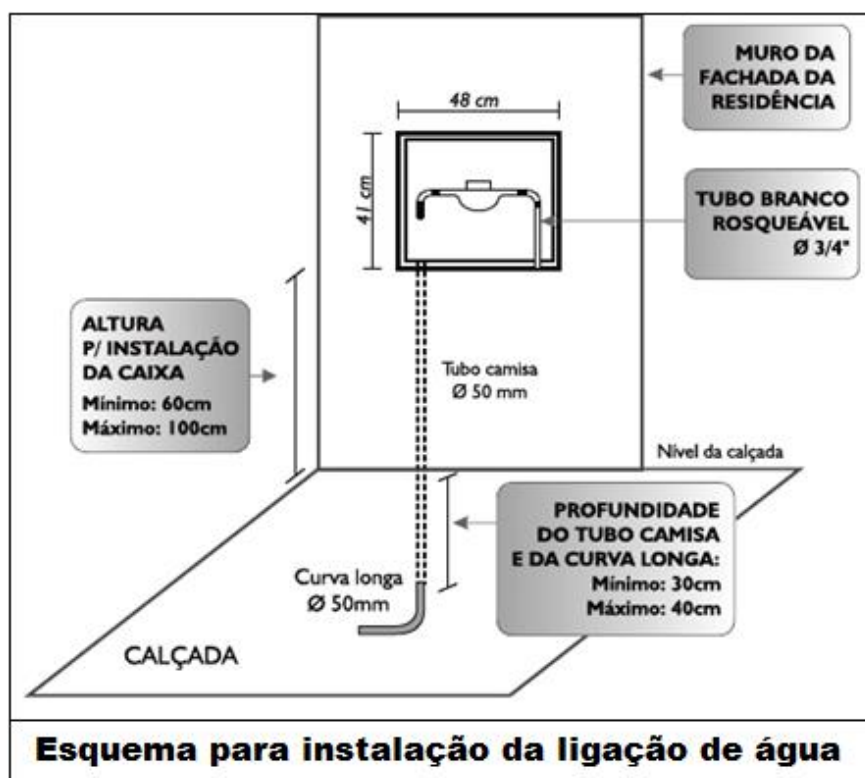 MURO DA
FACHADA DA
RESIDÊNCIA
48 cm
41 cm
TUBO BRANCO
ROSQUEÁVEL
Ø 3/4"
ALTURA
P/ INSTALAÇÃO
DA CAIXA
Mínimo: 60cm
Máximo: 100cm
Tubo camisa
Ø 50 mm
Nível da calçada
PROFUNDIDADE
DO TUBO CAMISA
E DA CURVA LONGA:
Mínimo: 30cm
Máximo: 40cm
Curva longa
Ø 50mm
CALÇADA
Esquema para instalação da ligação de água